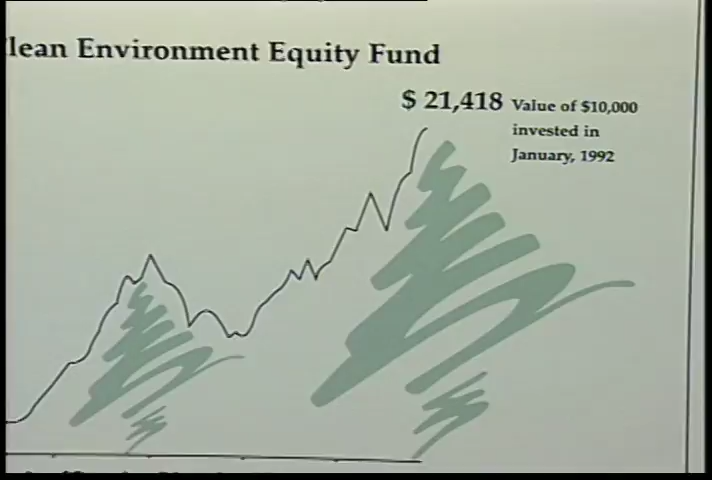 lean Environment Equity Fund
$ 21,418 Value of $10,000
invested in
January, 1992